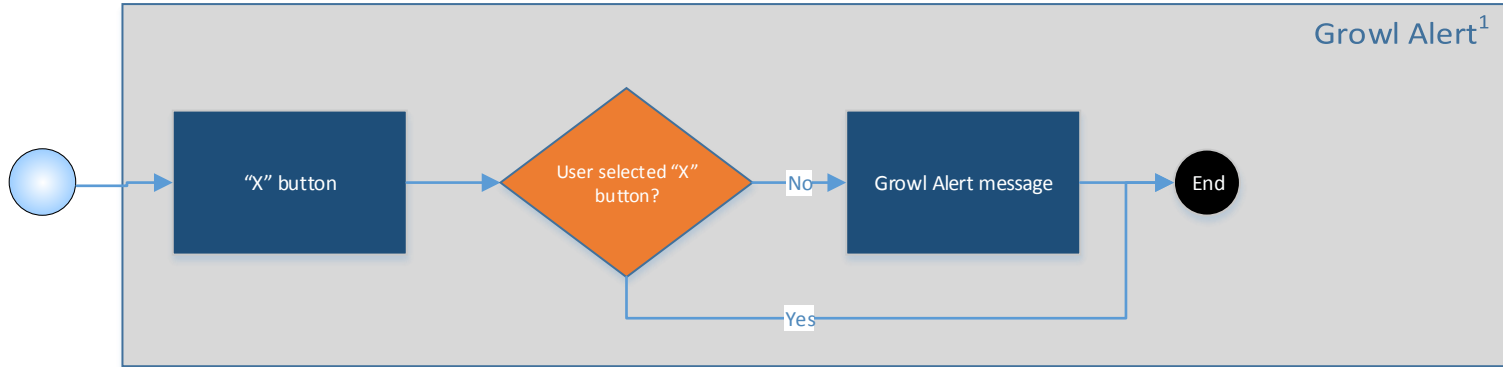 Growl Alert¹
“X” button
User selected “X”
button?
No
Growl Alert message
End
Yes